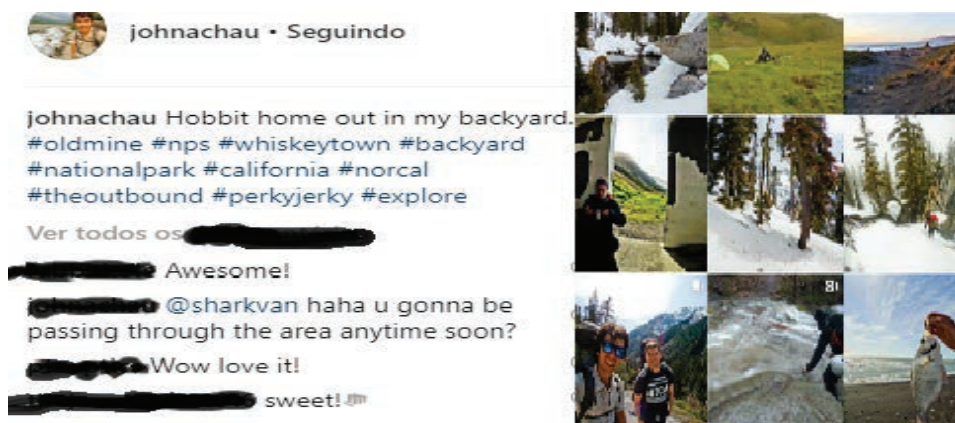 johnachau • Seguindo
johnachau Hobbit home out in my backyard.
#oldmine #nps #whiskeytown #backyard
#nationalpark #california #norcal
#theoutbound #perkyjerky #explore
Ver todos os
Awesome!
@sharkvan haha u gonna be
passing through the area anytime soon?
Wow love it!
sweet!